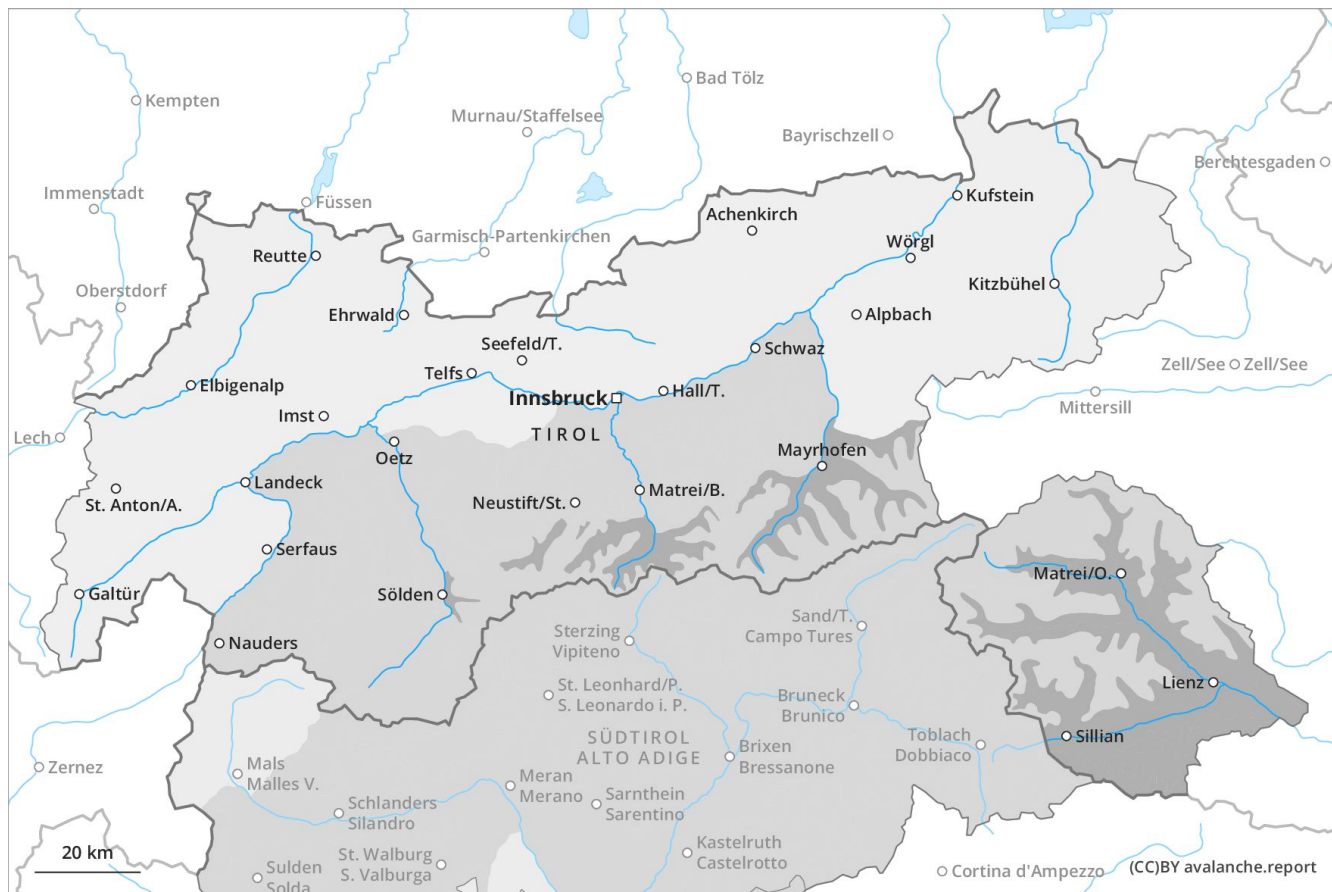 Bad Tölz
Kempten
Murnau/Staffelsee
Bayrischzell
Berchtesgaden
Immenstadt
Füssen
Kufstein
Achenkirch
Garmisch-Partenkirchen
Wörgl
Reutte
Kitzbühel
Oberstdorf
Ehrwald
Alpbach
Seefeld/T.
Schwaz
Zell/See
Zell/See
Telfs
Elbigenalp
Hall/T.
Innsbruck
Mittersill
Imst
Lech
TIROL
Oetz
Mayrhofen
Landeck
Matrei/B.
St. Anton/A.
Neustift/St.
Serfaus
Matrei/O.
Galtür
Sölden
Sand/T.
Campo Tures
Sterzing
Vipiteno
Nauders
Lienz
St. Leonhard/P.
S. Leonardo i. P.
Bruneck
Brunico
SÜDTIROL
ALTO ADIGE
Toblach
Dobbiaco
Sillian
Brixen
Bressanone
Zernez
Mals
Malles V.
Meran
Merano
Sarnthein
Sarentino
Schlanders
Silandro
Kastelruth
Castelrotto
20 km
St. Walburg
S. Valburga
Sulden
Solda
Cortina d'Ampezzo
(CC)BY avalanche.report